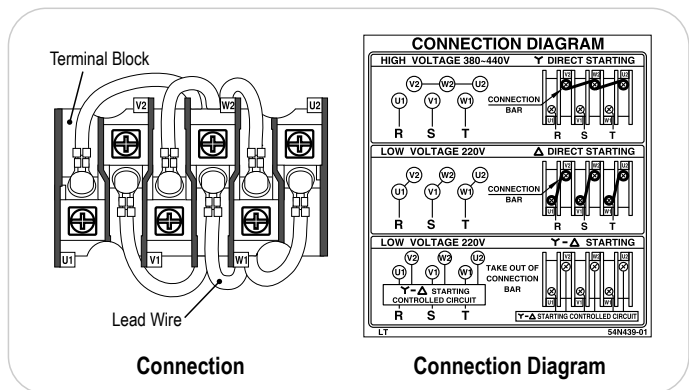 Terminal Block
V2
W2
U2
U1
V1
W1
Lead Wire
Connection
CONNECTION DIAGRAM
HIGH VOLTAGE 380~440V Y DIRECT STARTING
V2 W2 U2
U1 V1 W1
R S T
CONNECTION
BAR
V2 W2 U2
U1 V1 W1
R S T
LOW VOLTAGE 220V Δ DIRECT STARTING
V2 W2 U2
U1 V1 W1
R S T
CONNECTION
BAR
V2 W2 U2
U1 V1 W1
R S T
LOW VOLTAGE 220V Y-Δ STARTING
V2 W2 U2
U1 V1 W1
Y-Δ STARTING
CONTROLLED CIRCUIT
R S T
TAKE OUT OF
CONNECTION
BAR
V2 W2 U2
U1 V1 W1
Y-Δ STARTING CONTROLLED CIRCUIT
LT 54N439-01
Connection Diagram